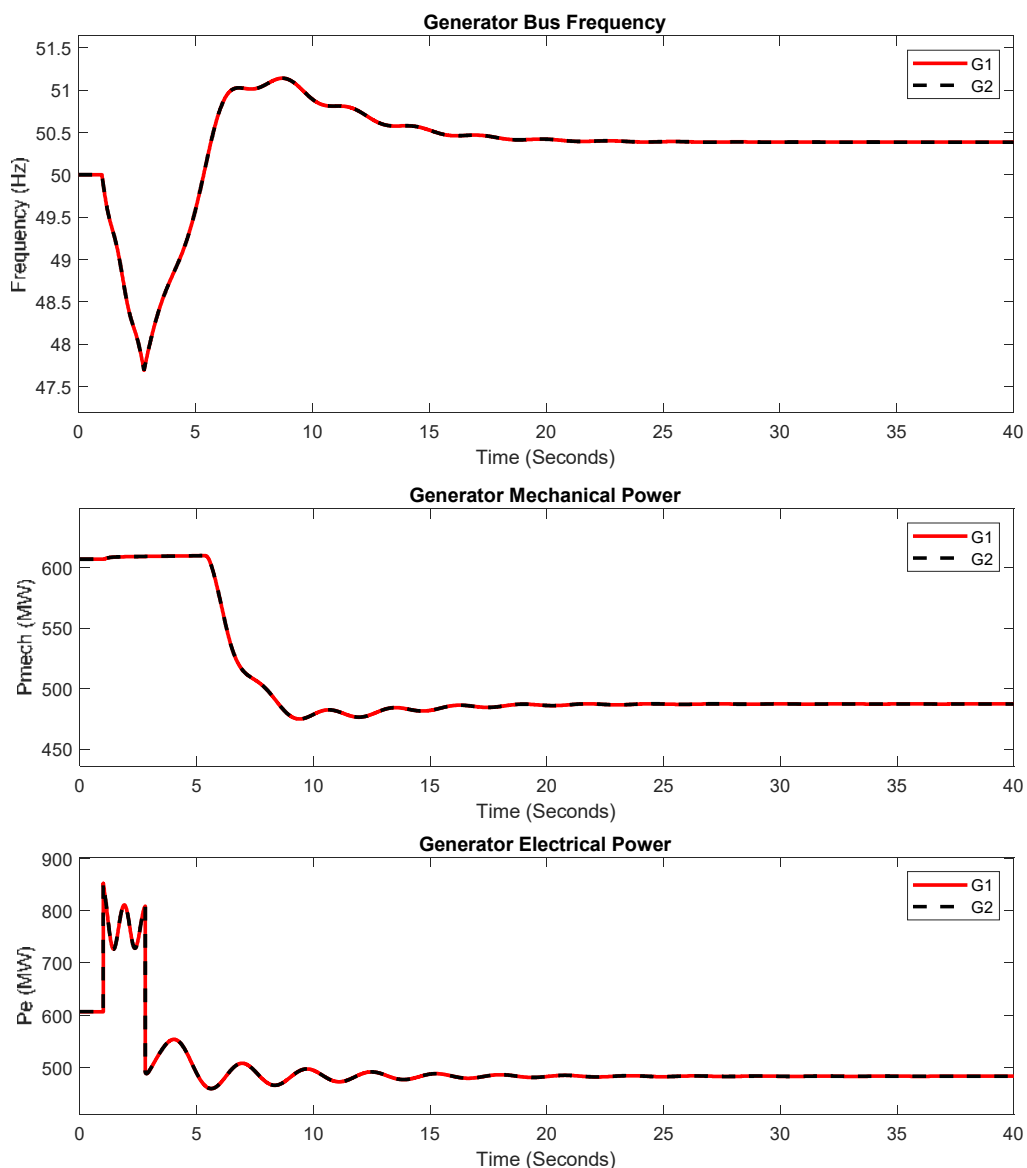 Generator Bus Frequency
51.5
51
50.5
50
49.5
49
48.5
48
47.5
Frequency (Hz)
G1
G2
0 5 10 15 20 25 30 35 40
Time (Seconds)
Generator Mechanical Power
600
550
500
450
Pmech (MW)
G1
G2
0 5 10 15 20 25 30 35 40
Time (Seconds)
Generator Electrical Power
900
800
700
600
500
Pe (MW)
G1
G2
0 5 10 15 20 25 30 35 40
Time (Seconds)